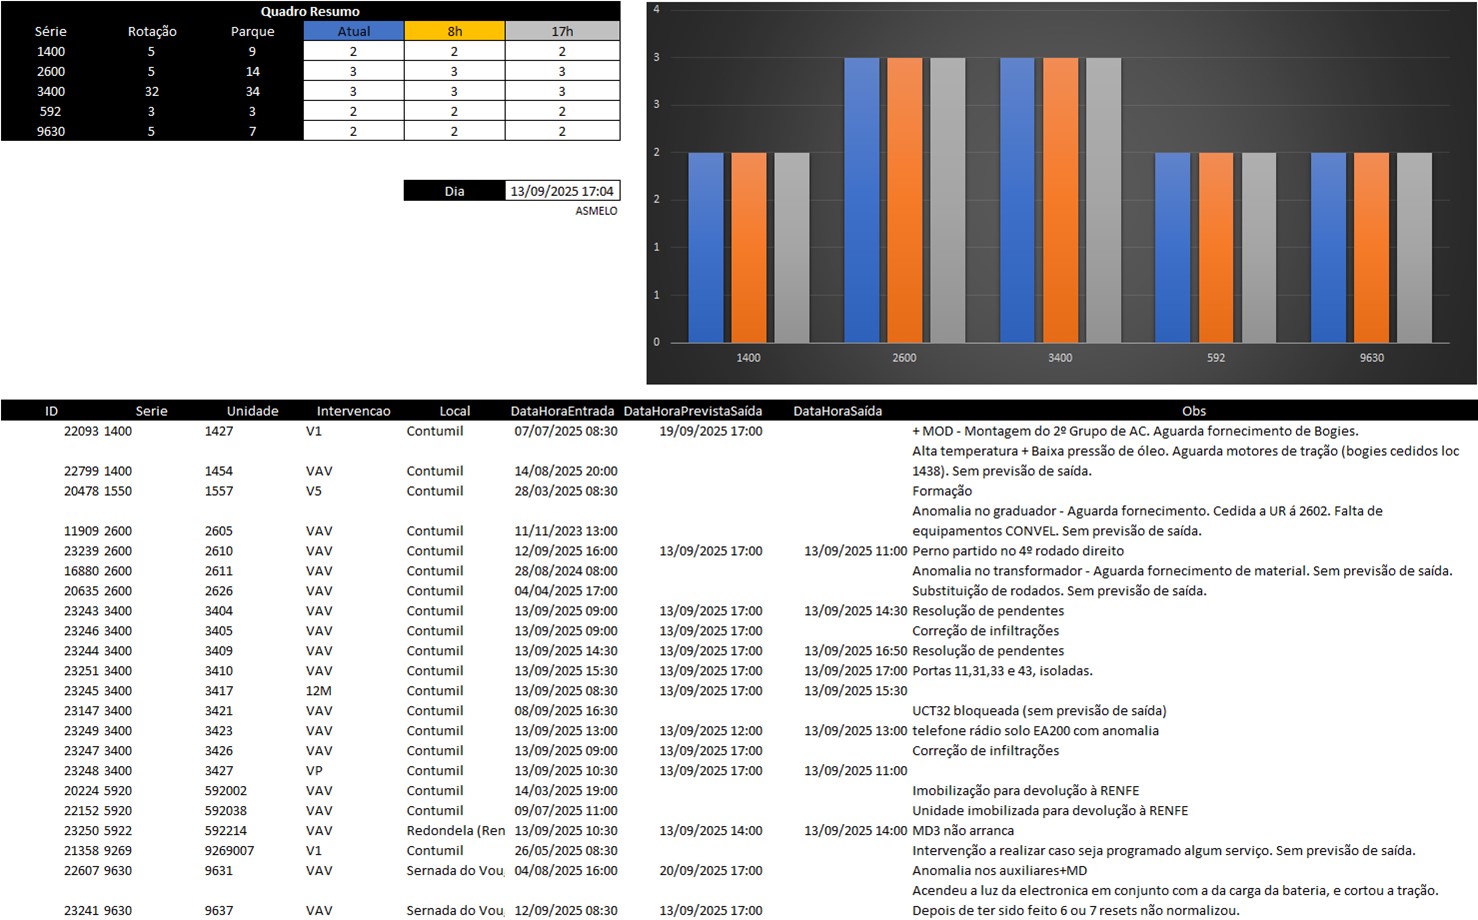 Quadro Resumo
Série Rotação Parque Atual 8h 17h
1400 5 9 2 2 2
2600 5 14 3 3 3
3400 32 34 3 3 3
592 3 3 2 2 2
9630 5 7 2 2 2
Dia 13/09/2025 17:04
ASMELO
4
3
3
2
2
1
1
0
1400 2600 3400 592 9630
ID Serie Unidade Intervencao Local DataHoraEntrada DataHoraPrevistaSaída DataHoraSaída Obs
22093 1400 1427 V1 Contumil 07/07/2025 08:30 19/09/2025 17:00 + MOD - Montagem do 2º Grupo de AC. Aguarda fornecimento de Bogies.
Alta temperatura + Baixa pressão de óleo. Aguarda motores de tração (bogies cedidos loc
22799 1400 1454 VAV Contumil 14/08/2025 20:00 1438). Sem previsão de saída.
20478 1550 1557 V5 Contumil 28/03/2025 08:30 Formação
Anomalia no graduador - Aguarda fornecimento. Cedida a UR á 2602. Falta de
11909 2600 2605 VAV Contumil 11/11/2023 13:00 equipamentos CONVEL. Sem previsão de saída.
23239 2600 2610 VAV Contumil 12/09/2025 16:00 13/09/2025 17:00 13/09/2025 11:00 Perno partido no 4º rodado direito
16880 2600 2611 VAV Contumil 28/08/2024 08:00 Anomalia no transformador - Aguarda fornecimento de material. Sem previsão de saída.
20635 2600 2626 VAV Contumil 04/04/2025 17:00 Substituição de rodados. Sem previsão de saída.
23243 3400 3404 VAV Contumil 13/09/2025 09:00 13/09/2025 17:00 13/09/2025 14:30 Resolução de pendentes
23246 3400 3405 VAV Contumil 13/09/2025 09:00 13/09/2025 17:00 Correção de infiltrações
23244 3400 3409 VAV Contumil 13/09/2025 14:30 13/09/2025 17:00 13/09/2025 16:50 Resolução de pendentes
23251 3400 3410 VAV Contumil 13/09/2025 15:30 13/09/2025 17:00 13/09/2025 17:00 Portas 11,31,33 e 43, isoladas.
23245 3400 3417 12M Contumil 13/09/2025 08:30 13/09/2025 17:00 13/09/2025 15:30
23147 3400 3421 VAV Contumil 08/09/2025 16:30 UCT32 bloqueada (sem previsão de saída)
23249 3400 3423 VAV Contumil 13/09/2025 13:00 13/09/2025 12:00 13/09/2025 13:00 telefone rádio solo EA200 com anomalia
23247 3400 3426 VAV Contumil 13/09/2025 09:00 13/09/2025 17:00 Correção de infiltrações
23248 3400 3427 VP Contumil 13/09/2025 10:30 13/09/2025 17:00 13/09/2025 11:00
20224 5920 592002 VAV Contumil 14/03/2025 19:00 Imobilização para devolução à RENFE
22152 5920 592038 VAV Contumil 09/07/2025 11:00 Unidade imobilizada para devolução à RENFE
23250 5922 592214 VAV Redondela (Ren 13/09/2025 10:30 13/09/2025 14:00 13/09/2025 14:00 MD3 não arranca
21358 9269 9269007 V1 Contumil 26/05/2025 08:30 Intervenção a realizar caso seja programado algum serviço. Sem previsão de saída.
22607 9630 9631 VAV Sernada do Vou 04/08/2025 16:00 20/09/2025 17:00 Anomalia nos auxiliares+MD
Acendeu a luz da electronica em conjunto com a da carga da bateria, e cortou a tração.
23241 9630 9637 VAV Sernada do Vou 12/09/2025 08:30 13/09/2025 17:00 Depois de ter sido feito 6 ou 7 resets não normalizou.